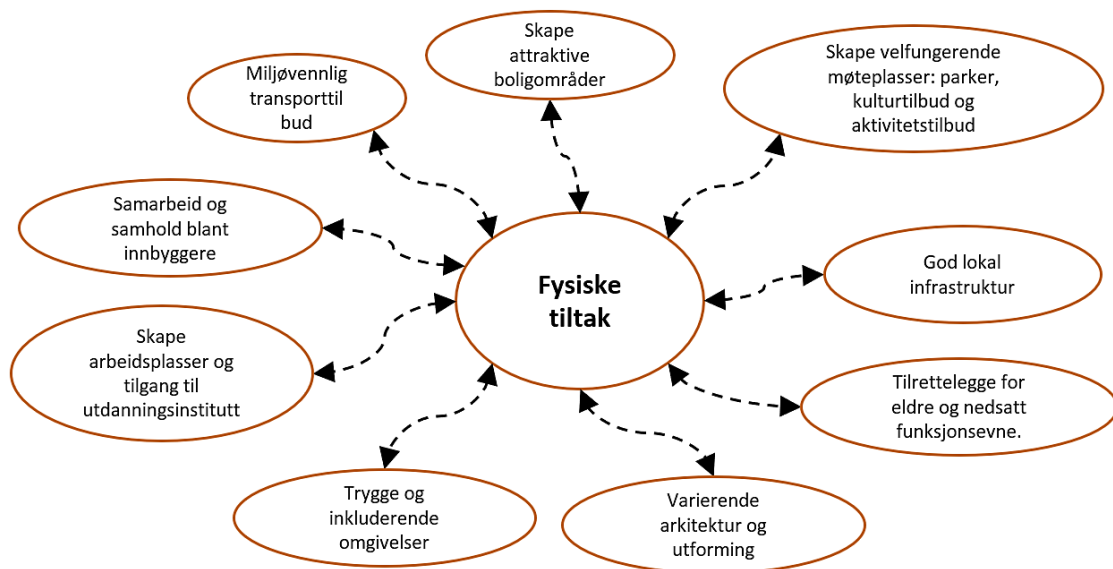 Skape
attraktive
boligområder
Skape velfungerende
møteplasser: parker,
kulturtilbud og
aktivitetstilbud
Miljøvennlig
transporttil
bud
Samarbeid og
samhold blant
innbyggere
Fysiske
tiltak
God lokal
infrastruktur
Skape
arbeidsplasser og
tilgang til
utdanningsinstitutt
Tilrettelegge for
eldre og nedsatt
funksjonsevne.
Trygge og
inkluderende
omgivelser
Varierende
arkitektur og
utforming